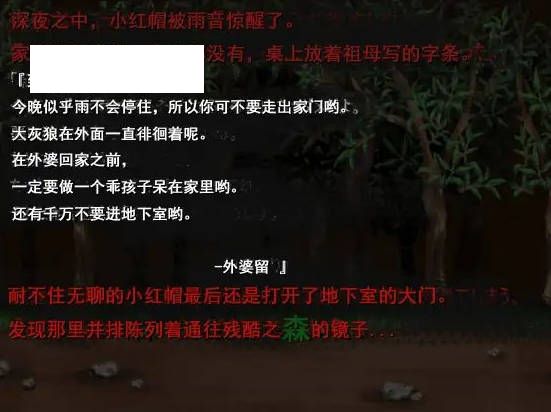 深夜之中，小红帽被雨音惊醒了。
家没有，桌上放着祖母写的字条。
『
今晚似乎雨不会停住，所以你可不要走出家门哟。
大灰狼在外面一直徘徊着呢。
在外婆回家之前，
一定要做一个乖孩子呆在家里哟。
还有千万不要进地下室哟。
-外婆留 』
耐不住无聊的小红帽最后还是打开了地下室的大门。
发现那里并排陈列着通往残酷之森的镜子...